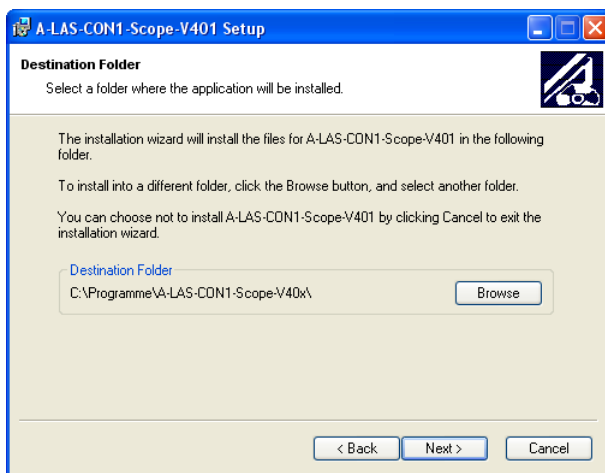 A-LAS-CON1-Scope-V401 Setup
Destination Folder
Select a folder where the application will be installed.
The installation wizard will install the files for A-LAS-CON1-Scope-V401 in the following
folder.
To install into a different folder, click the Browse button, and select another folder.
You can choose not to install A-LAS-CON1-Scope-V401 by clicking Cancel to exit the
installation wizard.
Destination Folder
C:\Programme\A-LAS-CON1-Scope-V40x\
Browse
< Back
Next >
Cancel